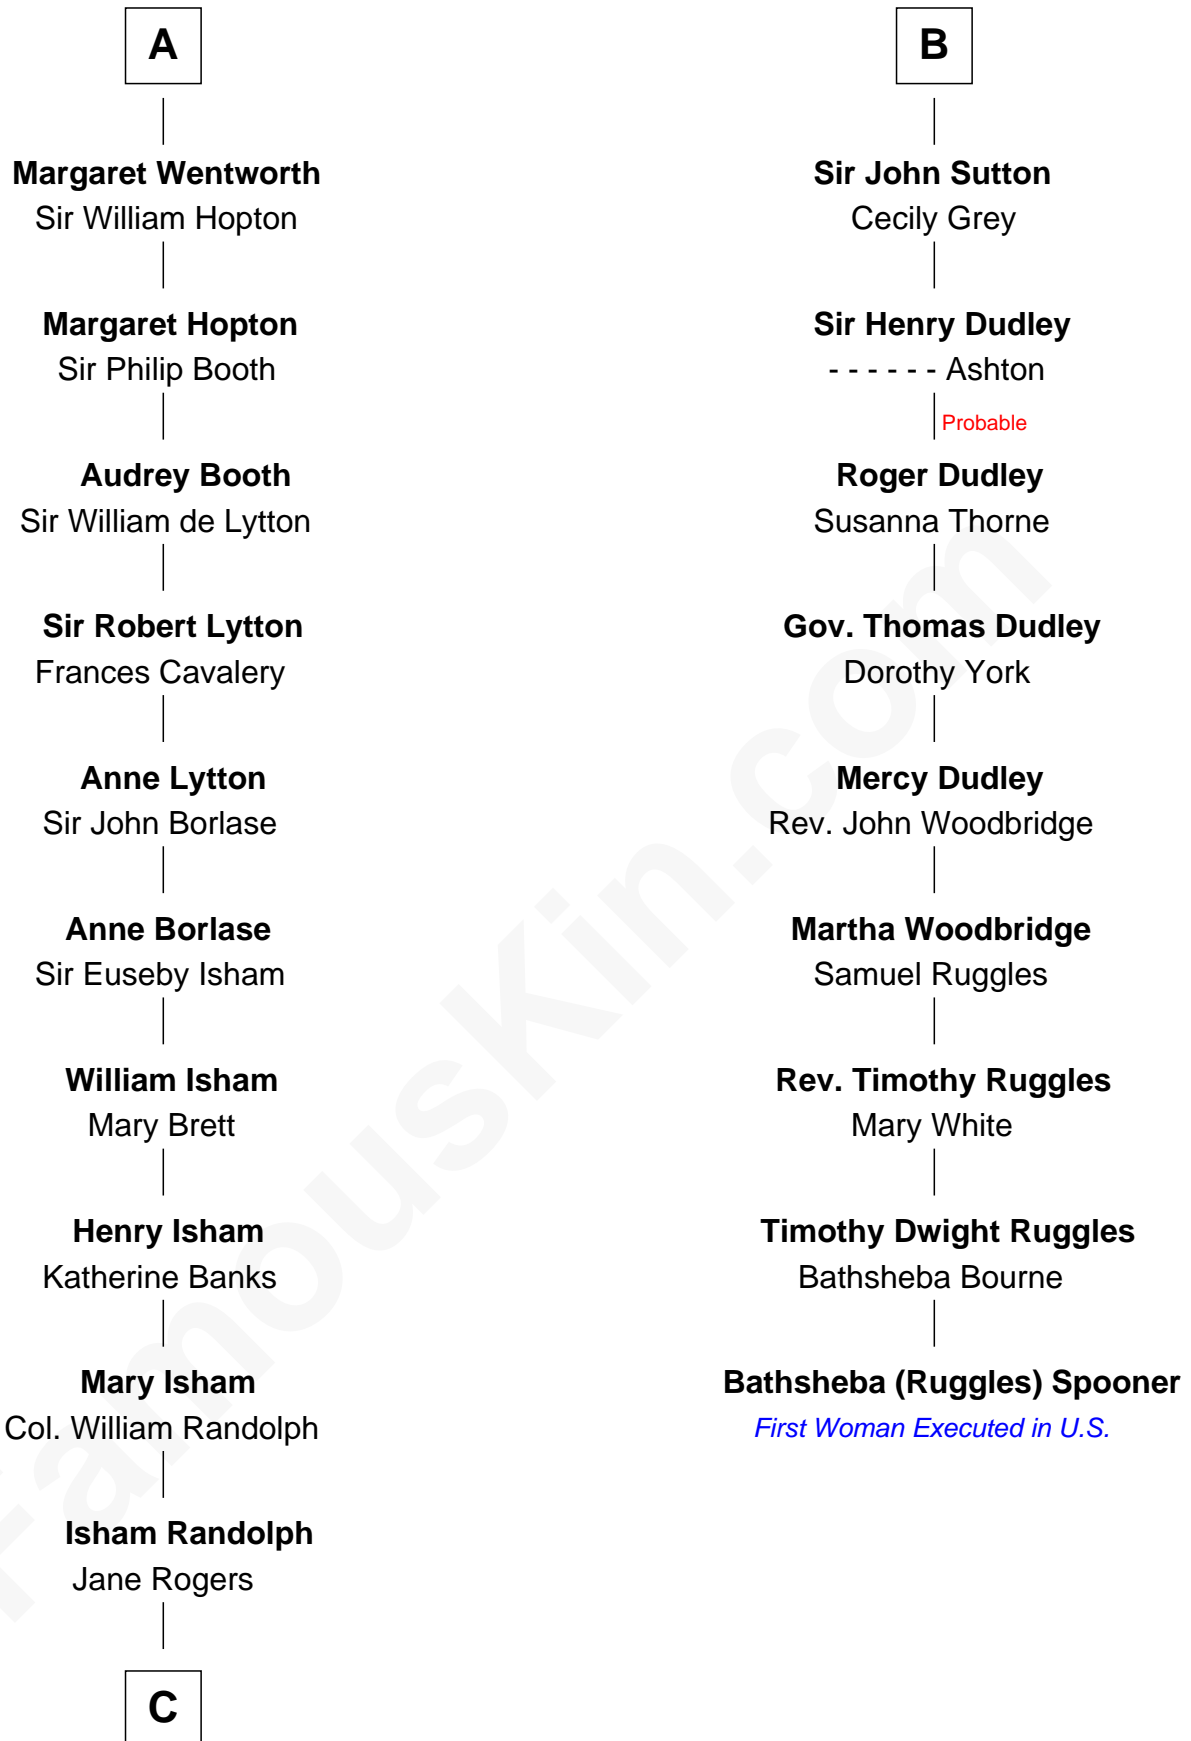 A
Margaret Wentworth
Sir William Hopton
Margaret Hopton
Sir Philip Booth
Audrey Booth
Sir William de Lytton
Sir Robert Lytton
Frances Cavalery
Anne Lytton
Sir John Borlase
Anne Borlase
Sir Euseby Isham
William Isham
Mary Brett
Henry Isham
Katherine Banks
Mary Isham
Col. William Randolph
Isham Randolph
Jane Rogers
C
B
Sir John Sutton
Cecily Grey
Sir Henry Dudley
- - - - - - Ashton
Probable
Roger Dudley
Susanna Thorne
Gov. Thomas Dudley
Dorothy York
Mercy Dudley
Rev. John Woodbridge
Martha Woodbridge
Samuel Ruggles
Rev. Timothy Ruggles
Mary White
Timothy Dwight Ruggles
Bathsheba Bourne
Bathsheba (Ruggles) Spooner
First Woman Executed in U.S.
FamousKin.com